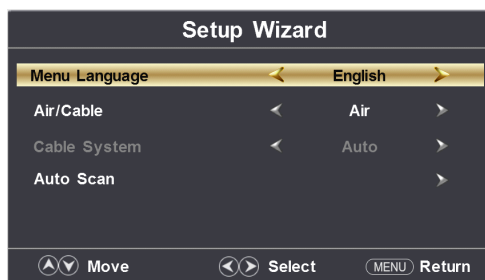 Setup Wizard
Menu Language English
Air/Cable Air
Cable System Auto
Auto Scan
Move Select MENU Return